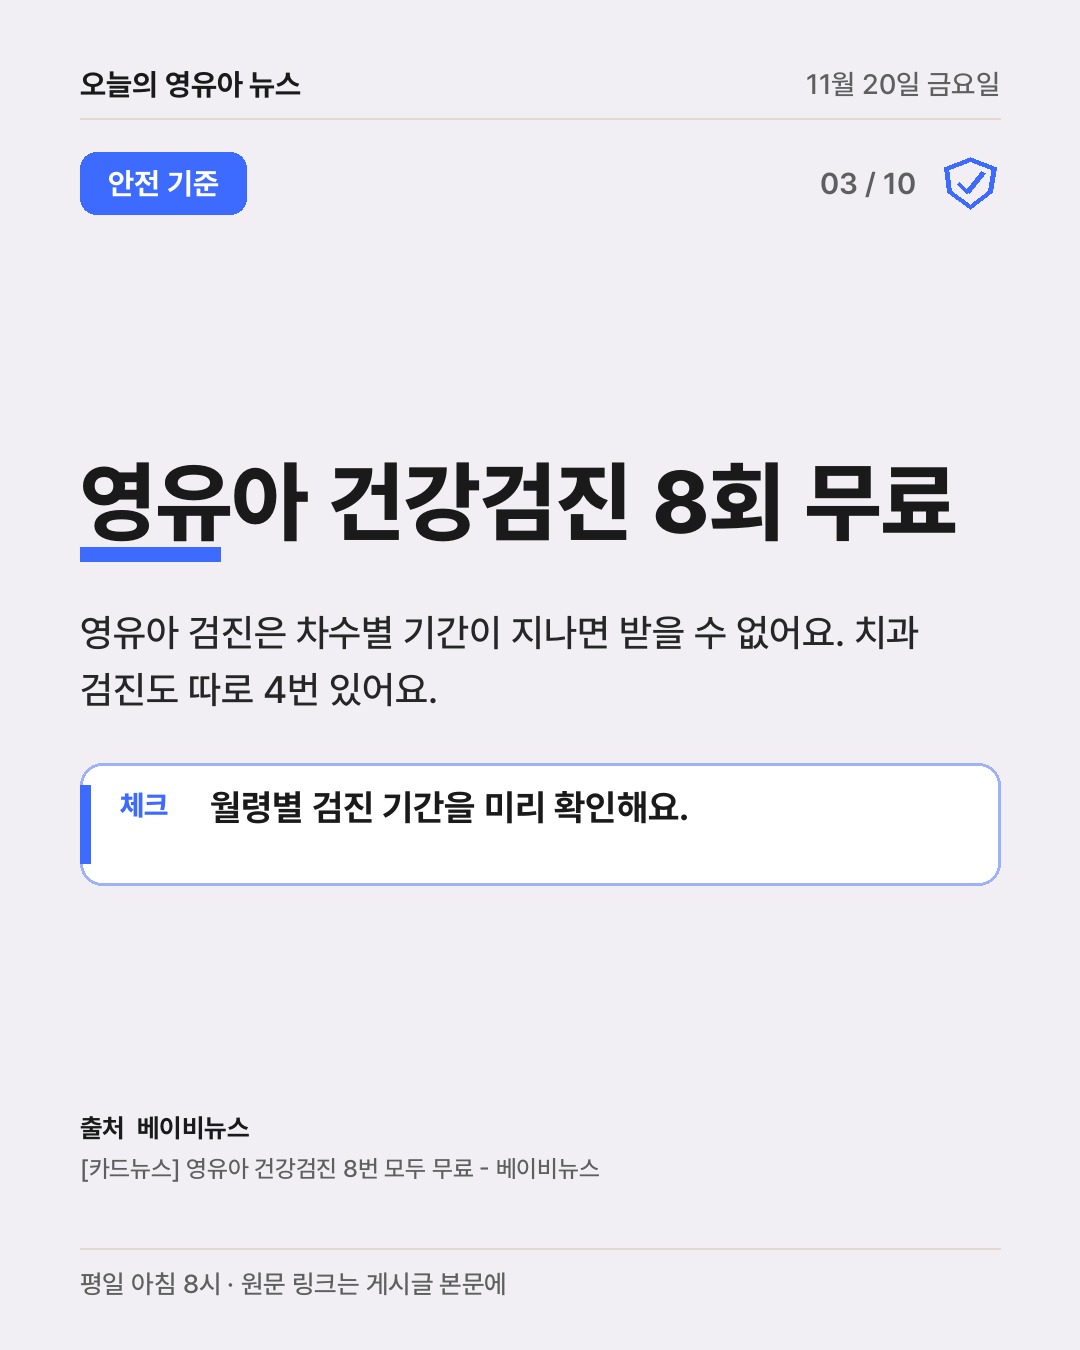 오늘의 영유아 뉴스
11월 20일 금요일
안전 기준
03 / 10
영유아 건강검진 8회 무료
영유아 검진은 차수별 기간이 지나면 받을 수 없어요. 치과
검진도 따로 4번 있어요.
체크 월령별 검진 기간을 미리 확인해요.
출처 베이비뉴스
[카드뉴스] 영유아 건강검진 8번 모두 무료 - 베이비뉴스
평일 아침 8시 · 원문 링크는 게시글 본문에